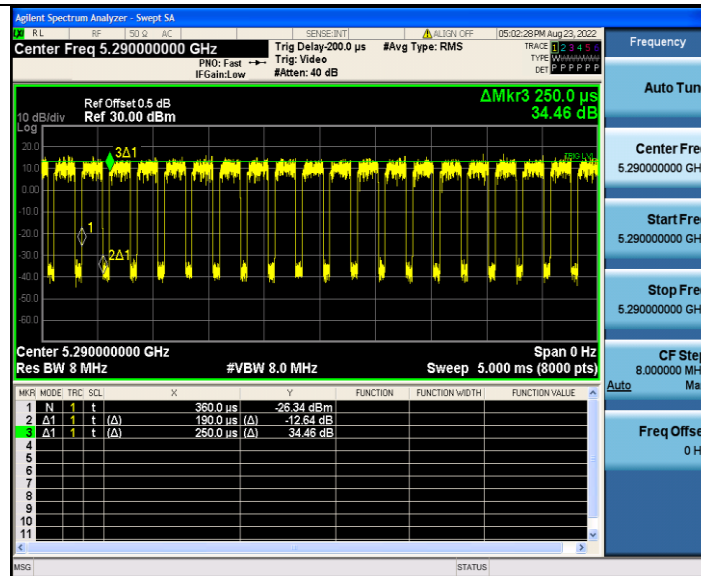 Agilent Spectrum Analyzer - Swept SA
RL RF 50 Ω AC SENSE:INT ALIGN OFF 05:02:28 PM Aug 23, 2022
Center Freq 5.290000000 GHz
PNO: Fast
IFGain:Low
Trig Delay-200.0 µs
Trig: Video
#Atten: 40 dB
#Avg Type: RMS
TRACE 1 2 3 4 5 6
TYPE W
DET P P P P P P
Frequency
Auto Tun
Center Fre
5.290000000 GH
Start Fre
5.290000000 GH
Stop Fre
5.290000000 GH
CF Step
8.000000 MH
Auto Ma
Freq Offse
0 H
Ref Offset 0.5 dB
10 dB/div Ref 30.00 dBm
Log
ΔMkr3 250.0 µs
34.46 dB
20.0
10.0
0.00
-10.0
-20.0
-30.0
-40.0
-50.0
-60.0
3Δ1
1
2Δ1
TRIG LVL
Center 5.290000000 GHz Span 0 Hz
Res BW 8 MHz #VBW 8.0 MHz Sweep 5.000 ms (8000 pts)
MKR MODE TRC SCL X Y FUNCTION FUNCTION WIDTH FUNCTION VALUE
1 N 1 t 360.0 µs -26.34 dBm
2 Δ1 1 t (Δ) 190.0 µs (Δ) -12.64 dB
3 Δ1 1 t (Δ) 250.0 µs (Δ) 34.46 dB
4
5
6
7
8
9
10
11
MSG STATUS